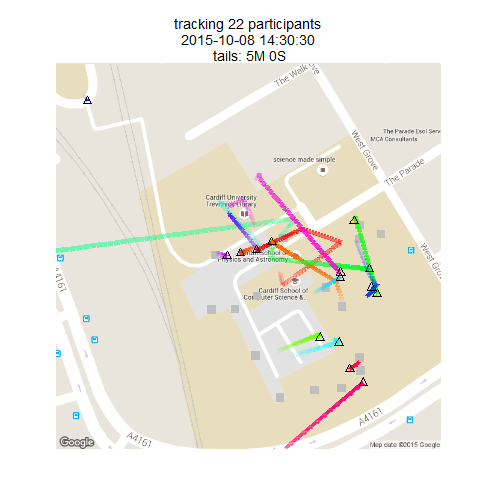 tracking 22 participants
2015-10-08 14:30:30
tails: 5M 0S
The Walk
West Grove
The Parade Esol Servi
MCA Consultants
science made simple
The Parade
Cardiff University
Trevithick Library
West Grove
Cardiff School of
Physics and Astronomy
Cardiff School of
Computer Science &...
A4161
A4161
A4161
Google
Map data ©2015 Google